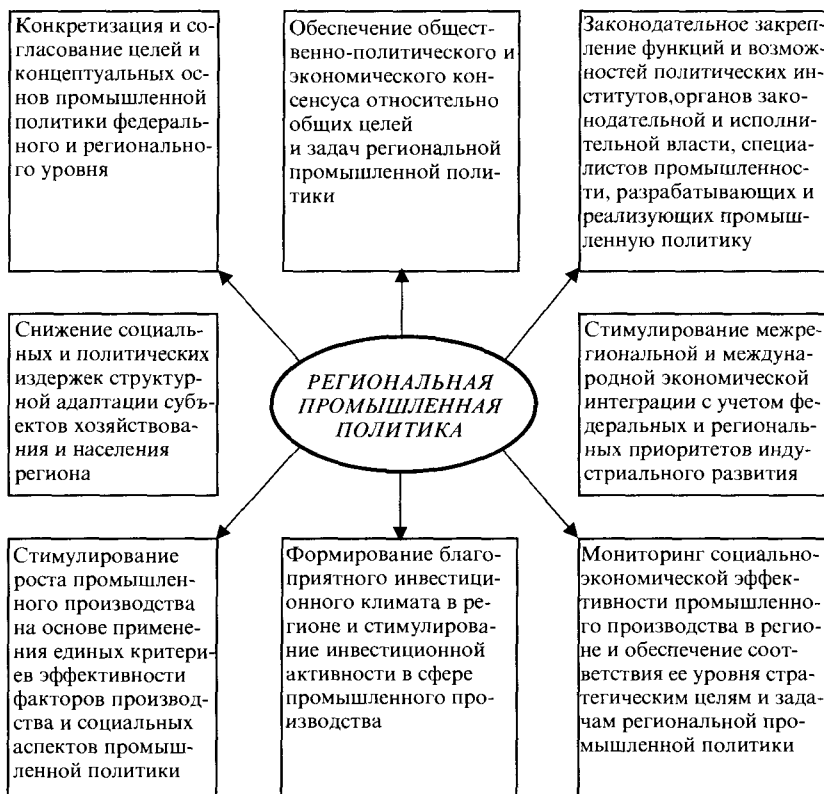 Конкретизация и со-
гласование целей и
концептуальных ос-
нов промышленной
политики федераль-
ного и регионально-
го уровня
Обеспечение общест-
венно-политического и
экономического кон-
сенсуса относительно
общих целей
и задач региональной
промышленной поли-
тики
Законодательное закреп-
ление функций и возмож-
ностей политических ин-
ститутов,органов зако-
нодательной и исполни-
тельной власти, специа-
листов промышленнос-
ти, разрабатывающих и
реализующих промыш-
ленную политику
Снижение социаль-
ных и политических
издержек структур-
ной адаптации субъ-
ектов хозяйствова-
ния и населения
региона
РЕГИОНАЛЬНАЯ
ПРОМЫШЛЕННАЯ
ПОЛИТИКА
Стимулирование межре-
гиональной и междуна-
родной экономической
интеграции с учетом фе-
деральных и региональ-
ных приоритетов инду-
стриального развития
Стимулирование
роста промышлен-
ного производства
на основе примене-
ния единых критери-
ев эффективности
факторов производ-
ства и социальных
аспектов промыш-
ленной политики
Формирование благо-
приятного инвестици-
онного климата в ре-
гионе и стимулирова-
ние инвестиционной
активности в сфере
промышленного про-
изводства
Мониторинг социально-
экономической эффек-
тивности промышленно-
го производства в регио-
не и обеспечение соот-
ветствия ее уровня стра-
тегическим целям и зада-
чам региональной про-
мышленной политики